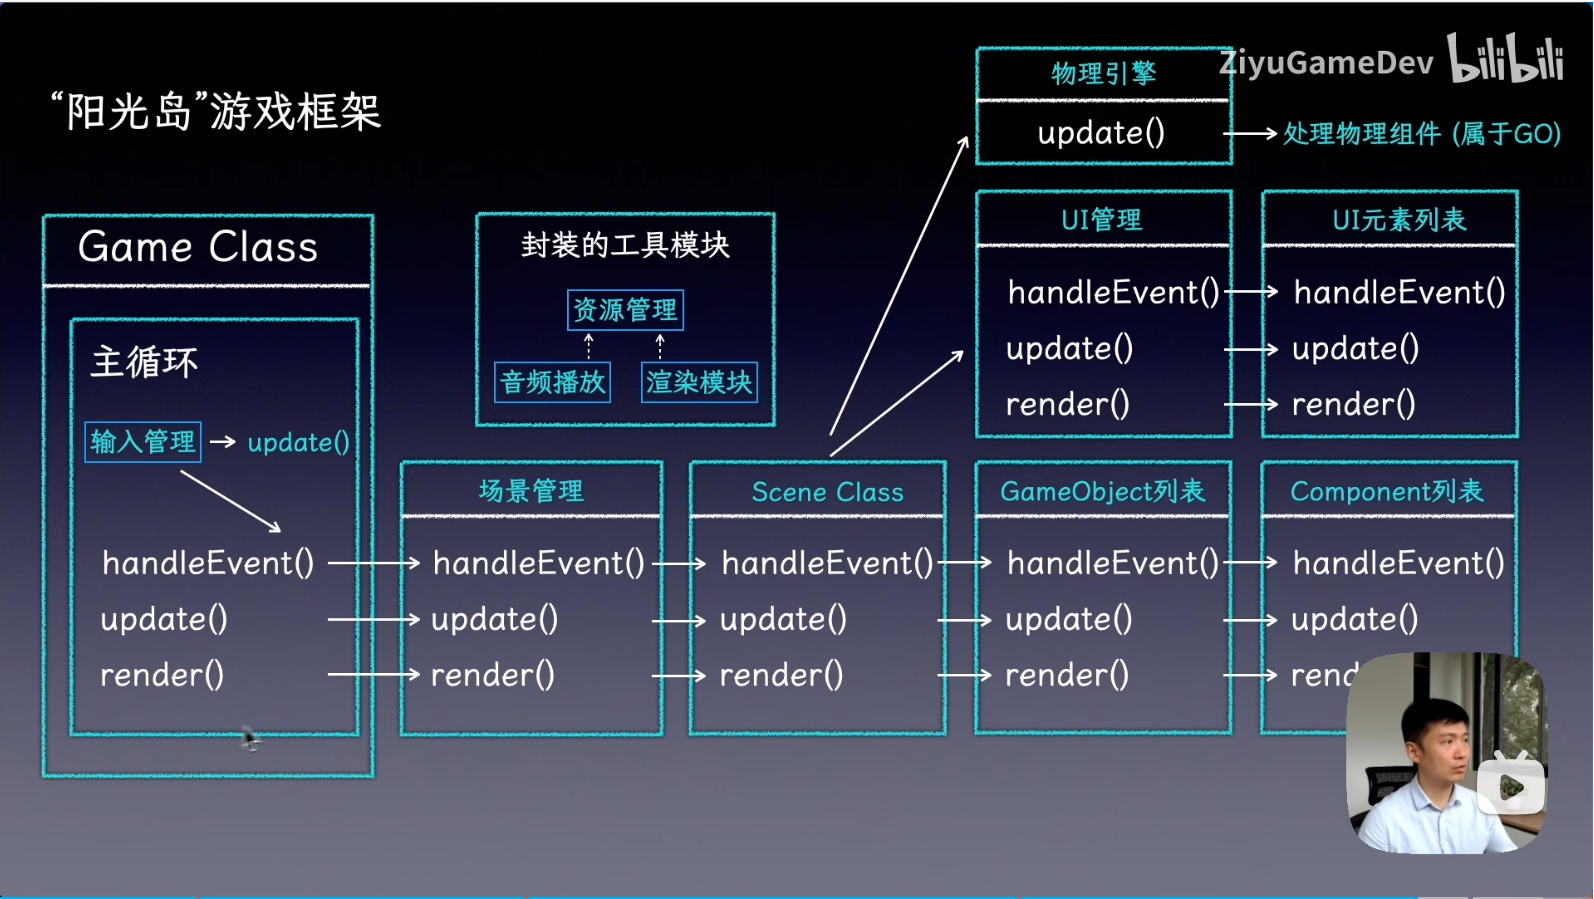 ZiyuGameDev bilibili
“阳光岛”游戏框架
物理引擎
update()
处理物理组件 (属于GO)
Game Class
主循环
输入管理
update()
handleEvent()
update()
render()
封装的工具模块
资源管理
音频播放
渲染模块
UI管理
handleEvent()
update()
render()
UI元素列表
handleEvent()
update()
render()
场景管理
handleEvent()
update()
render()
Scene Class
handleEvent()
update()
render()
GameObject列表
handleEvent()
update()
render()
Component列表
handleEvent()
update()